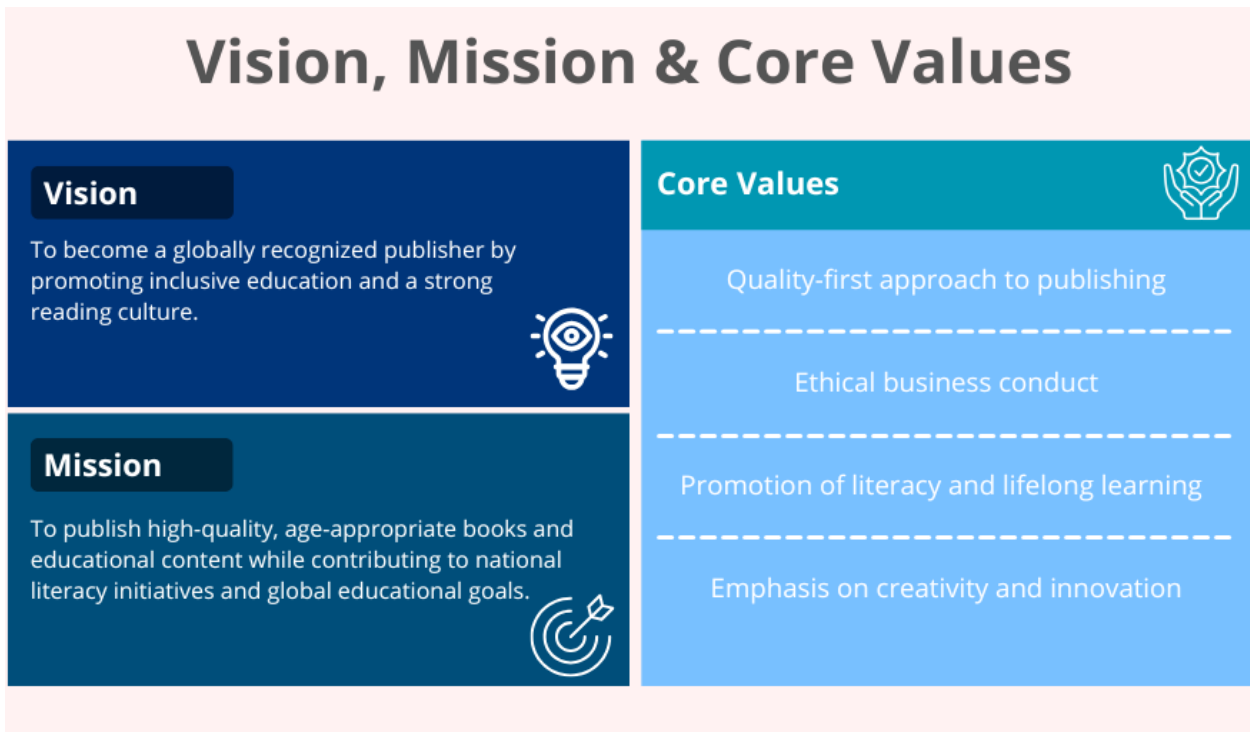 Vision, Mission & Core Values
Vision
To become a globally recognized publisher by
promoting inclusive education and a strong
reading culture.
Mission
To publish high-quality, age-appropriate books and
educational content while contributing to national
literacy initiatives and global educational goals.
Core Values
Quality-first approach to publishing
Ethical business conduct
Promotion of literacy and lifelong learning
Emphasis on creativity and innovation